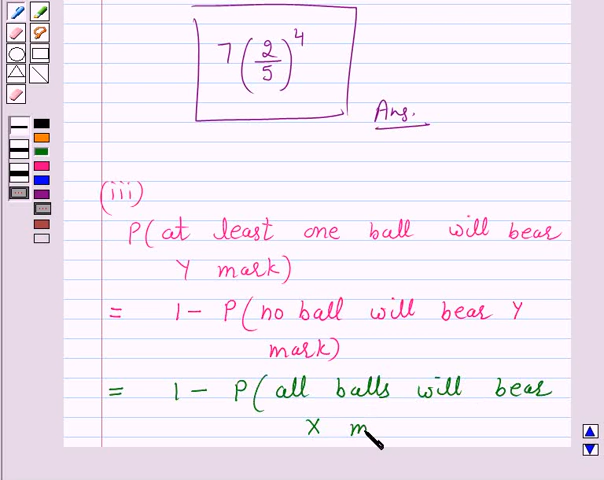 7(2/5)^4
Ans.
(iii)
P(at least one ball will bear
Y mark)
= 1 - P(no ball will bear Y
mark)
= 1 - P(all balls will bear
X m